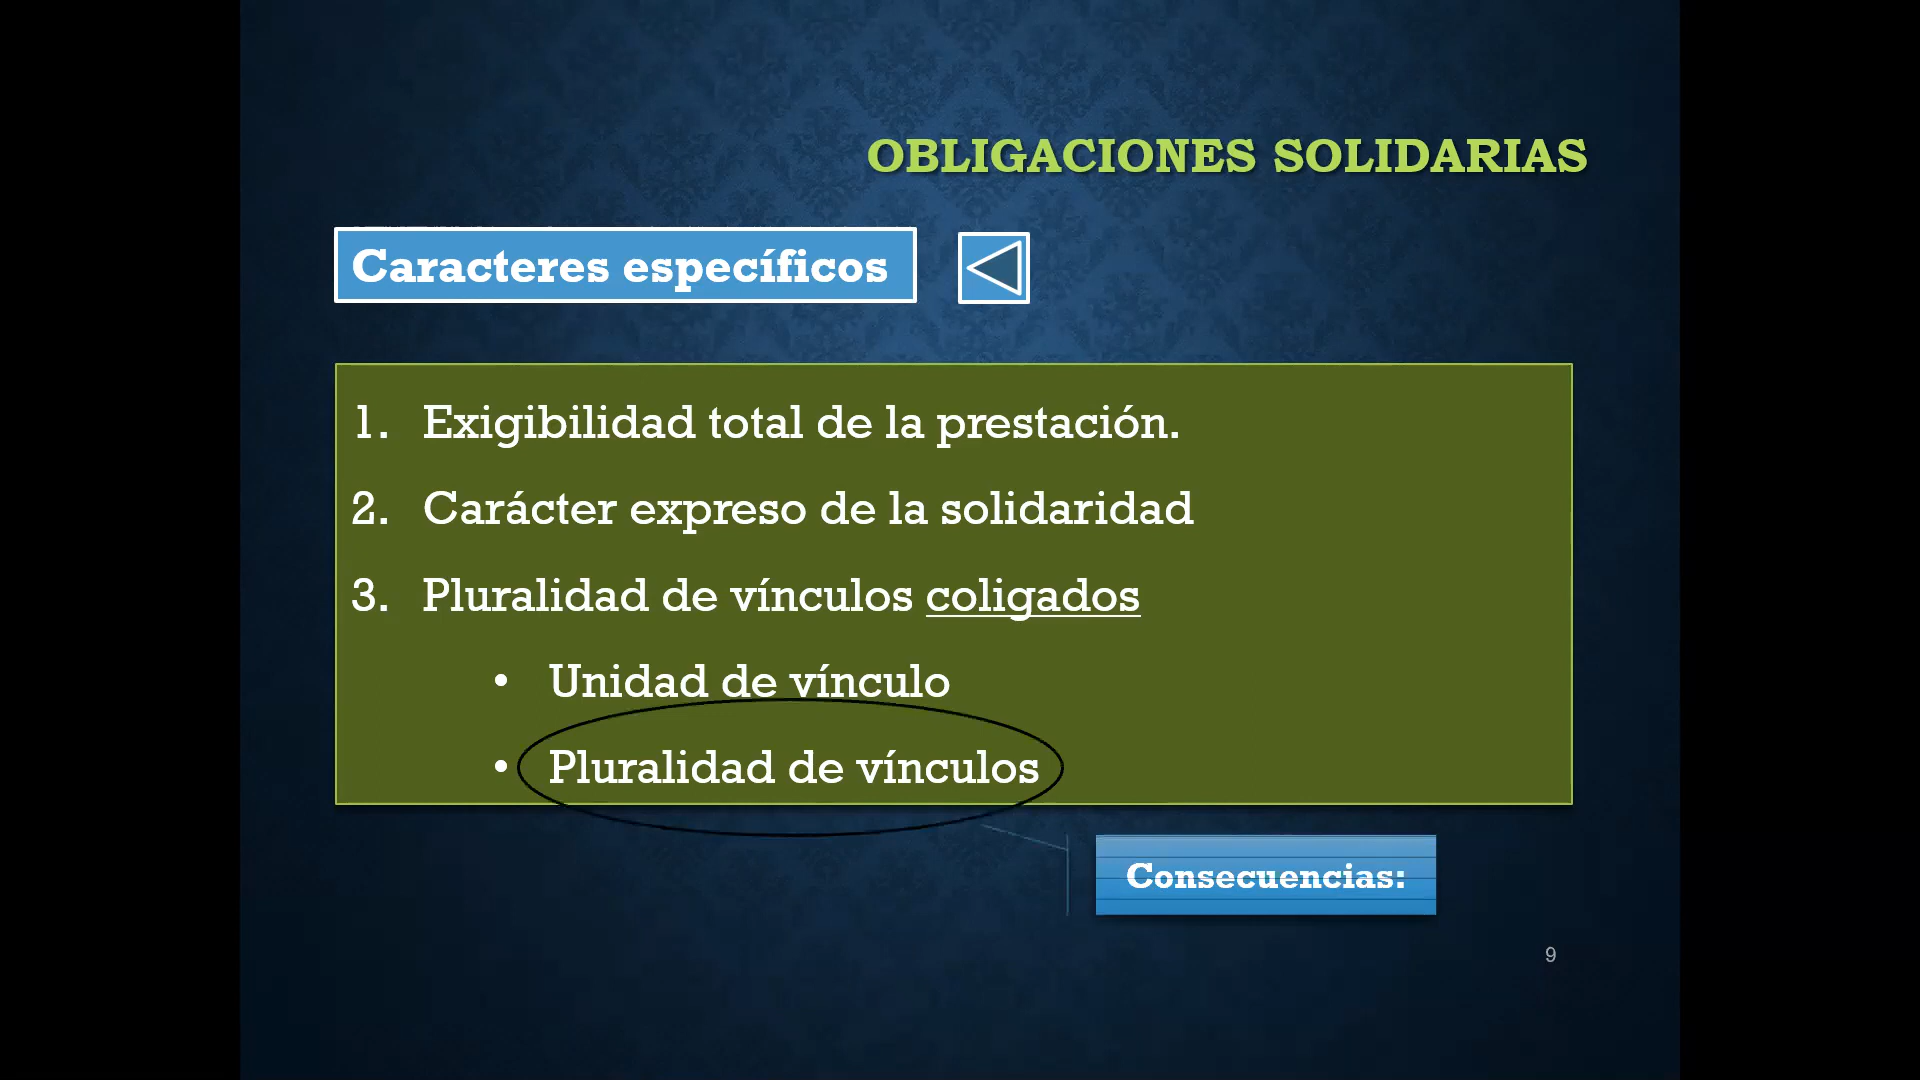 OBLIGACIONES SOLIDARIAS
Caracteres específicos
1. Exigibilidad total de la prestación.
2. Carácter expreso de la solidaridad
3. Pluralidad de vínculos coligados
• Unidad de vínculo
• Pluralidad de vínculos
Consecuencias:
9